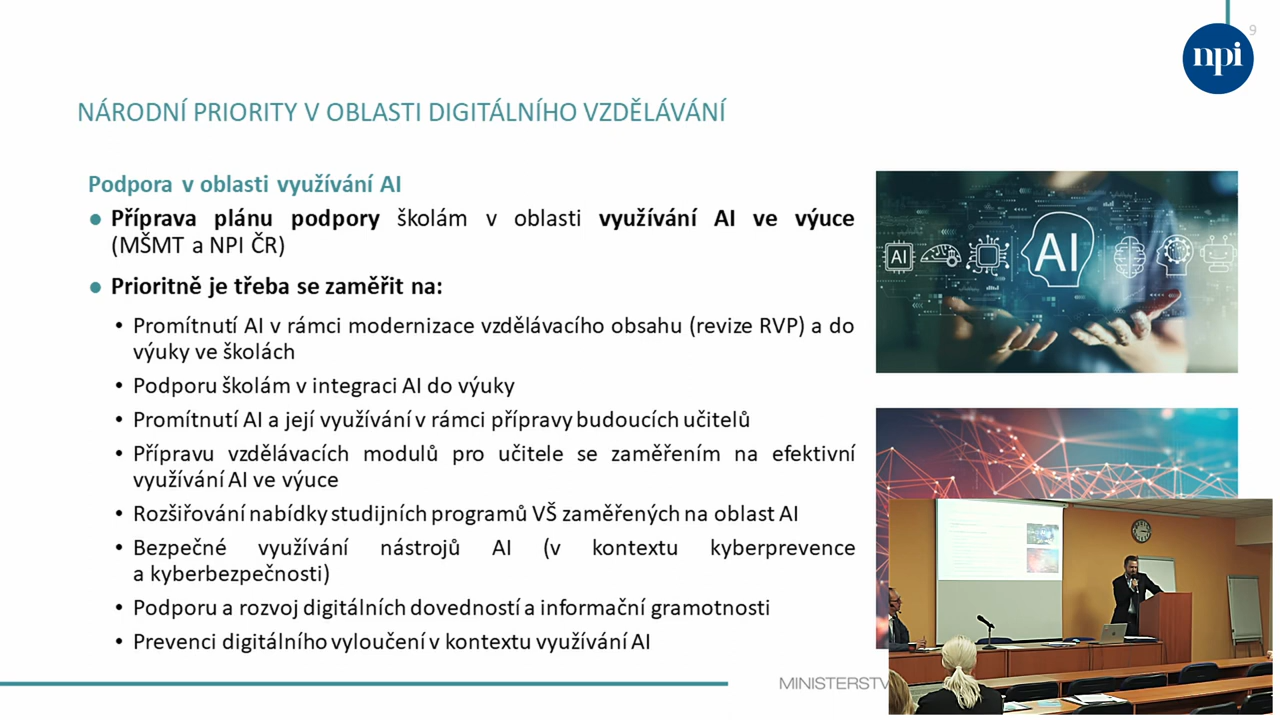 9
npi
NÁRODNÍ PRIORITY V OBLASTI DIGITÁLNÍHO VZDĚLÁVÁNÍ
Podpora v oblasti využívání AI
● Příprava plánu podpory školám v oblasti využívání AI ve výuce
(MŠMT a NPI ČR)
● Prioritně je třeba se zaměřit na:
• Promítnutí AI v rámci modernizace vzdělávacího obsahu (revize RVP) a do
výuky ve školách
• Podporu školám v integraci AI do výuky
• Promítnutí AI a její využívání v rámci přípravy budoucích učitelů
• Přípravu vzdělávacích modulů pro učitele se zaměřením na efektivní
využívání AI ve výuce
• Rozšiřování nabídky studijních programů VŠ zaměřených na oblast AI
• Bezpečné využívání nástrojů AI (v kontextu kyberprevence
a kyberbezpečnosti)
• Podporu a rozvoj digitálních dovedností a informační gramotnosti
• Prevenci digitálního vyloučení v kontextu využívání AI
AI
AI
MINISTERSTV